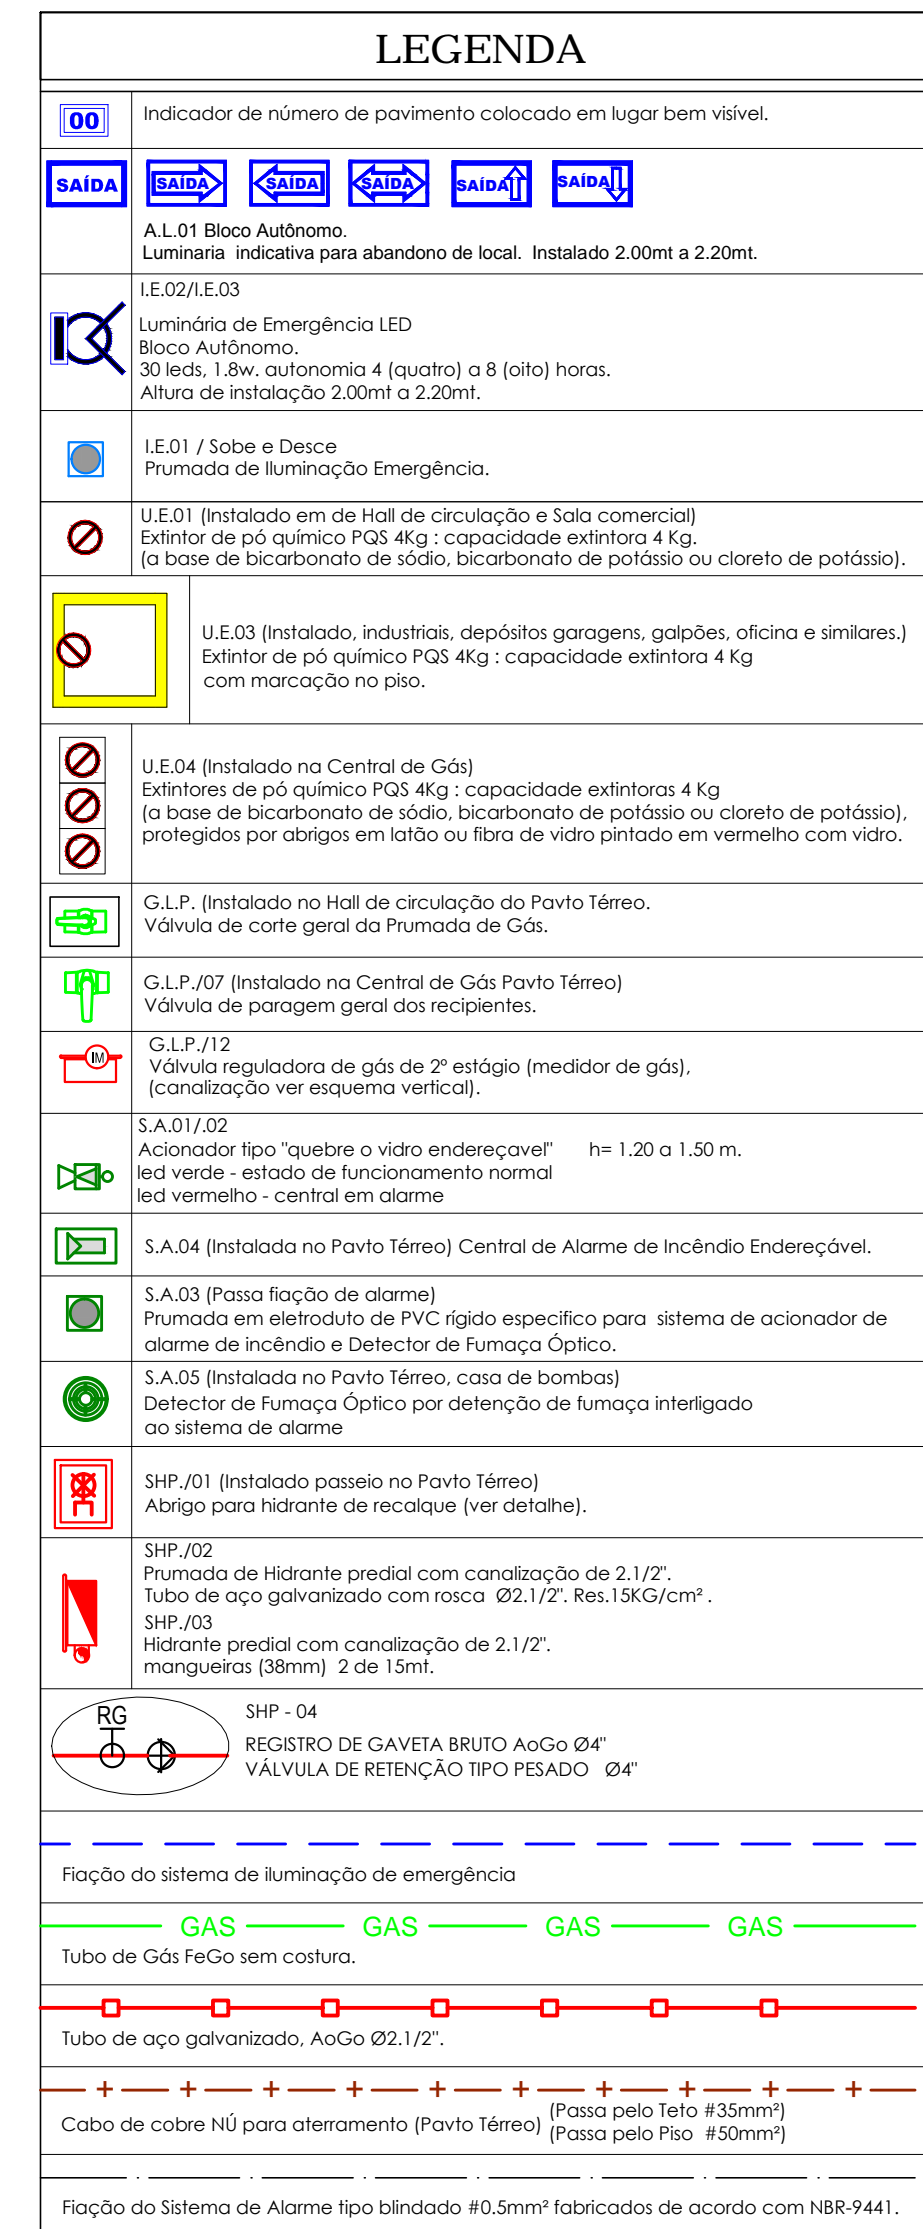 LEGENDA
00
Indicador de número de pavimento colocado em lugar bem visível.
SAÍDA SAÍDA SAÍDA SAÍDA SAÍDA SAÍDA
A.L.01 Bloco Autônomo.
Luminaria indicativa para abandono de local. Instalado 2.00mt a 2.20mt.
I.E.02/I.E.03
Luminária de Emergência LED
Bloco Autônomo.
30 leds, 1.8w. autonomia 4 (quatro) a 8 (oito) horas.
Altura de instalação 2.00mt a 2.20mt.
I.E.01 / Sobe e Desce
Prumada de Iluminação Emergência.
U.E.01 (Instalado em de Hall de circulação e Sala comercial)
Extintor de pó químico PQS 4Kg : capacidade extintora 4 Kg.
(a base de bicarbonato de sódio, bicarbonato de potássio ou cloreto de potássio).
U.E.03 (Instalado, industriais, depósitos garagens, galpões, oficina e similares.)
Extintor de pó químico PQS 4Kg : capacidade extintora 4 Kg
com marcação no piso.
U.E.04 (Instalado na Central de Gás)
Extintores de pó químico PQS 4Kg : capacidade extintoras 4 Kg
(a base de bicarbonato de sódio, bicarbonato de potássio ou cloreto de potássio),
protegidos por abrigos em latão ou fibra de vidro pintado em vermelho com vidro.
G.L.P. (Instalado no Hall de circulação do Pavto Térreo.
Válvula de corte geral da Prumada de Gás.
G.L.P./07 (Instalado na Central de Gás Pavto Térreo)
Válvula de paragem geral dos recipientes.
IM
G.L.P./12
Válvula reguladora de gás de 2º estágio (medidor de gás),
(canalização ver esquema vertical).
S.A.01/.02
Acionador tipo "quebre o vidro endereçavel" h= 1.20 a 1.50 m.
led verde - estado de funcionamento normal
led vermelho - central em alarme
S.A.04 (Instalada no Pavto Térreo) Central de Alarme de Incêndio Endereçável.
S.A.03 (Passa fiação de alarme)
Prumada em eletroduto de PVC rígido especifico para sistema de acionador de
alarme de incêndio e Detector de Fumaça Óptico.
S.A.05 (Instalada no Pavto Térreo, casa de bombas)
Detector de Fumaça Óptico por detenção de fumaça interligado
ao sistema de alarme
SHP./01 (Instalado passeio no Pavto Térreo)
Abrigo para hidrante de recalque (ver detalhe).
SHP./02
Prumada de Hidrante predial com canalização de 2.1/2".
Tubo de aço galvanizado com rosca Ø2.1/2". Res.15KG/cm² .
SHP./03
Hidrante predial com canalização de 2.1/2".
mangueiras (38mm) 2 de 15mt.
RG
SHP - 04
REGISTRO DE GAVETA BRUTO AoGo Ø4"
VÁLVULA DE RETENÇÃO TIPO PESADO Ø4"
Fiação do sistema de iluminação de emergência
GAS GAS GAS GAS
Tubo de Gás FeGo sem costura.
Tubo de aço galvanizado, AoGo Ø2.1/2".
Cabo de cobre NÚ para aterramento (Pavto Térreo) (Passa pelo Teto #35mm²)
(Passa pelo Piso #50mm²)
Fiação do Sistema de Alarme tipo blindado #0.5mm² fabricados de acordo com NBR-9441.